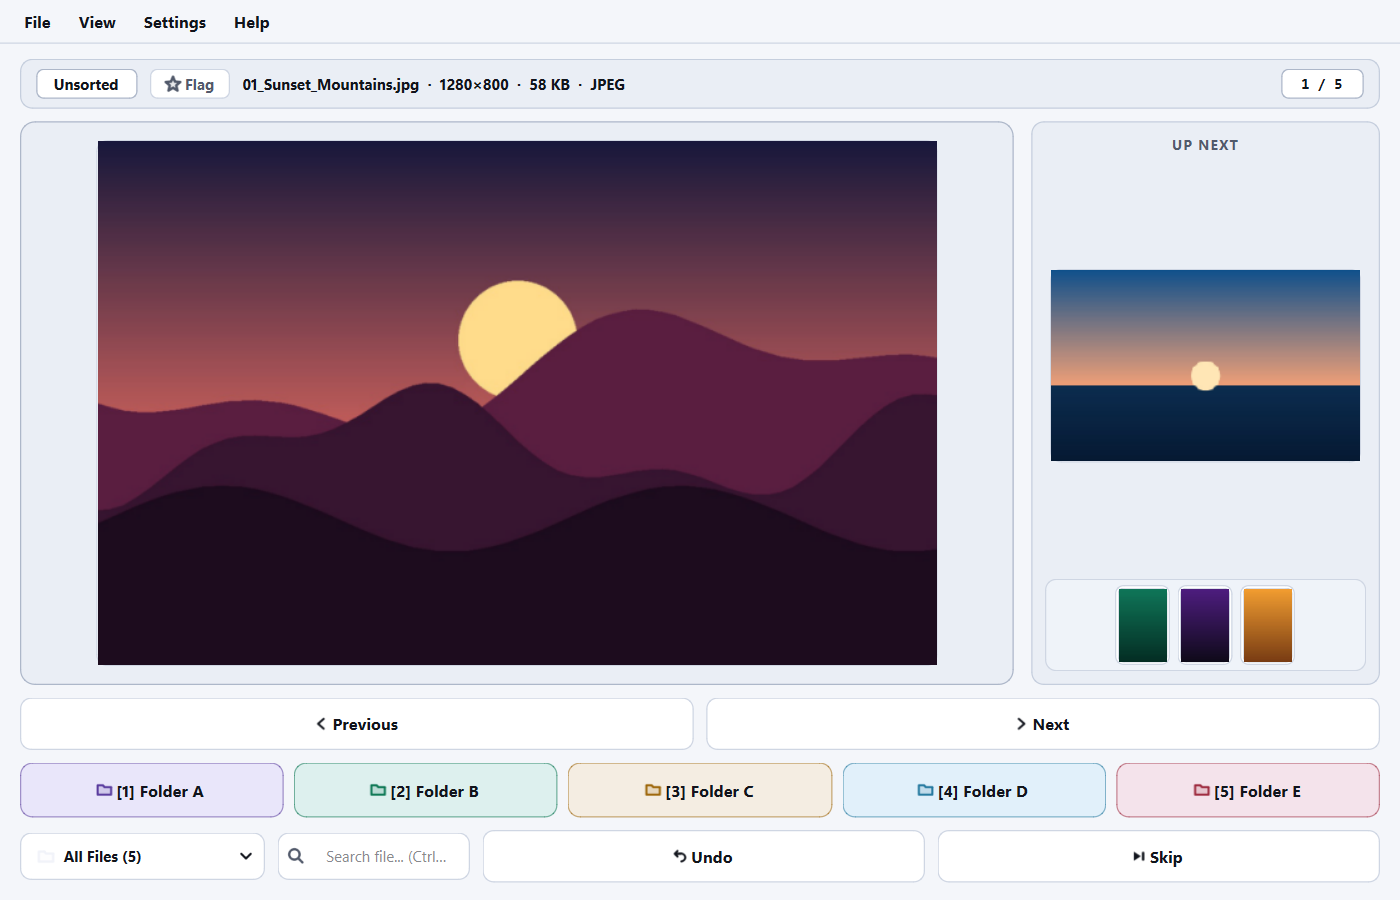 File View Settings Help
Unsorted Flag 01_Sunset_Mountains.jpg · 1280×800 · 58 KB · JPEG 1 / 5
UP NEXT
Previous Next
[1] Folder A [2] Folder B [3] Folder C [4] Folder D [5] Folder E
All Files (5) Search file... (Ctrl... Undo Skip